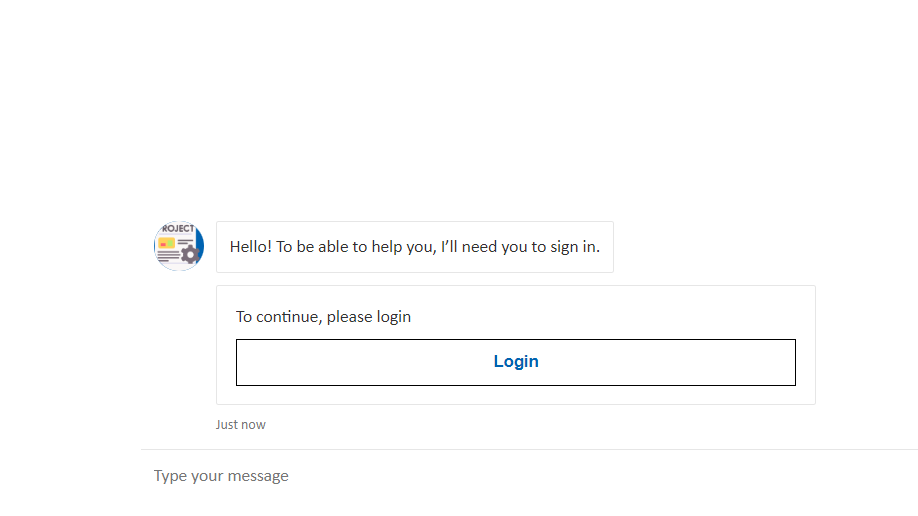 ROJECT
Hello! To be able to help you, I'll need you to sign in.
To continue, please login
Login
Just now
Type your message